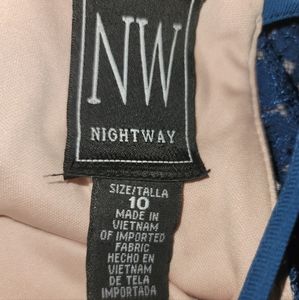 NW
NIGHTWAY
SIZE/TALLA
10
MADE IN
VIETNAM
OF IMPORTED
FABRIC
HECHO EN
VIETNAM
DE TELA
IMPORTADA